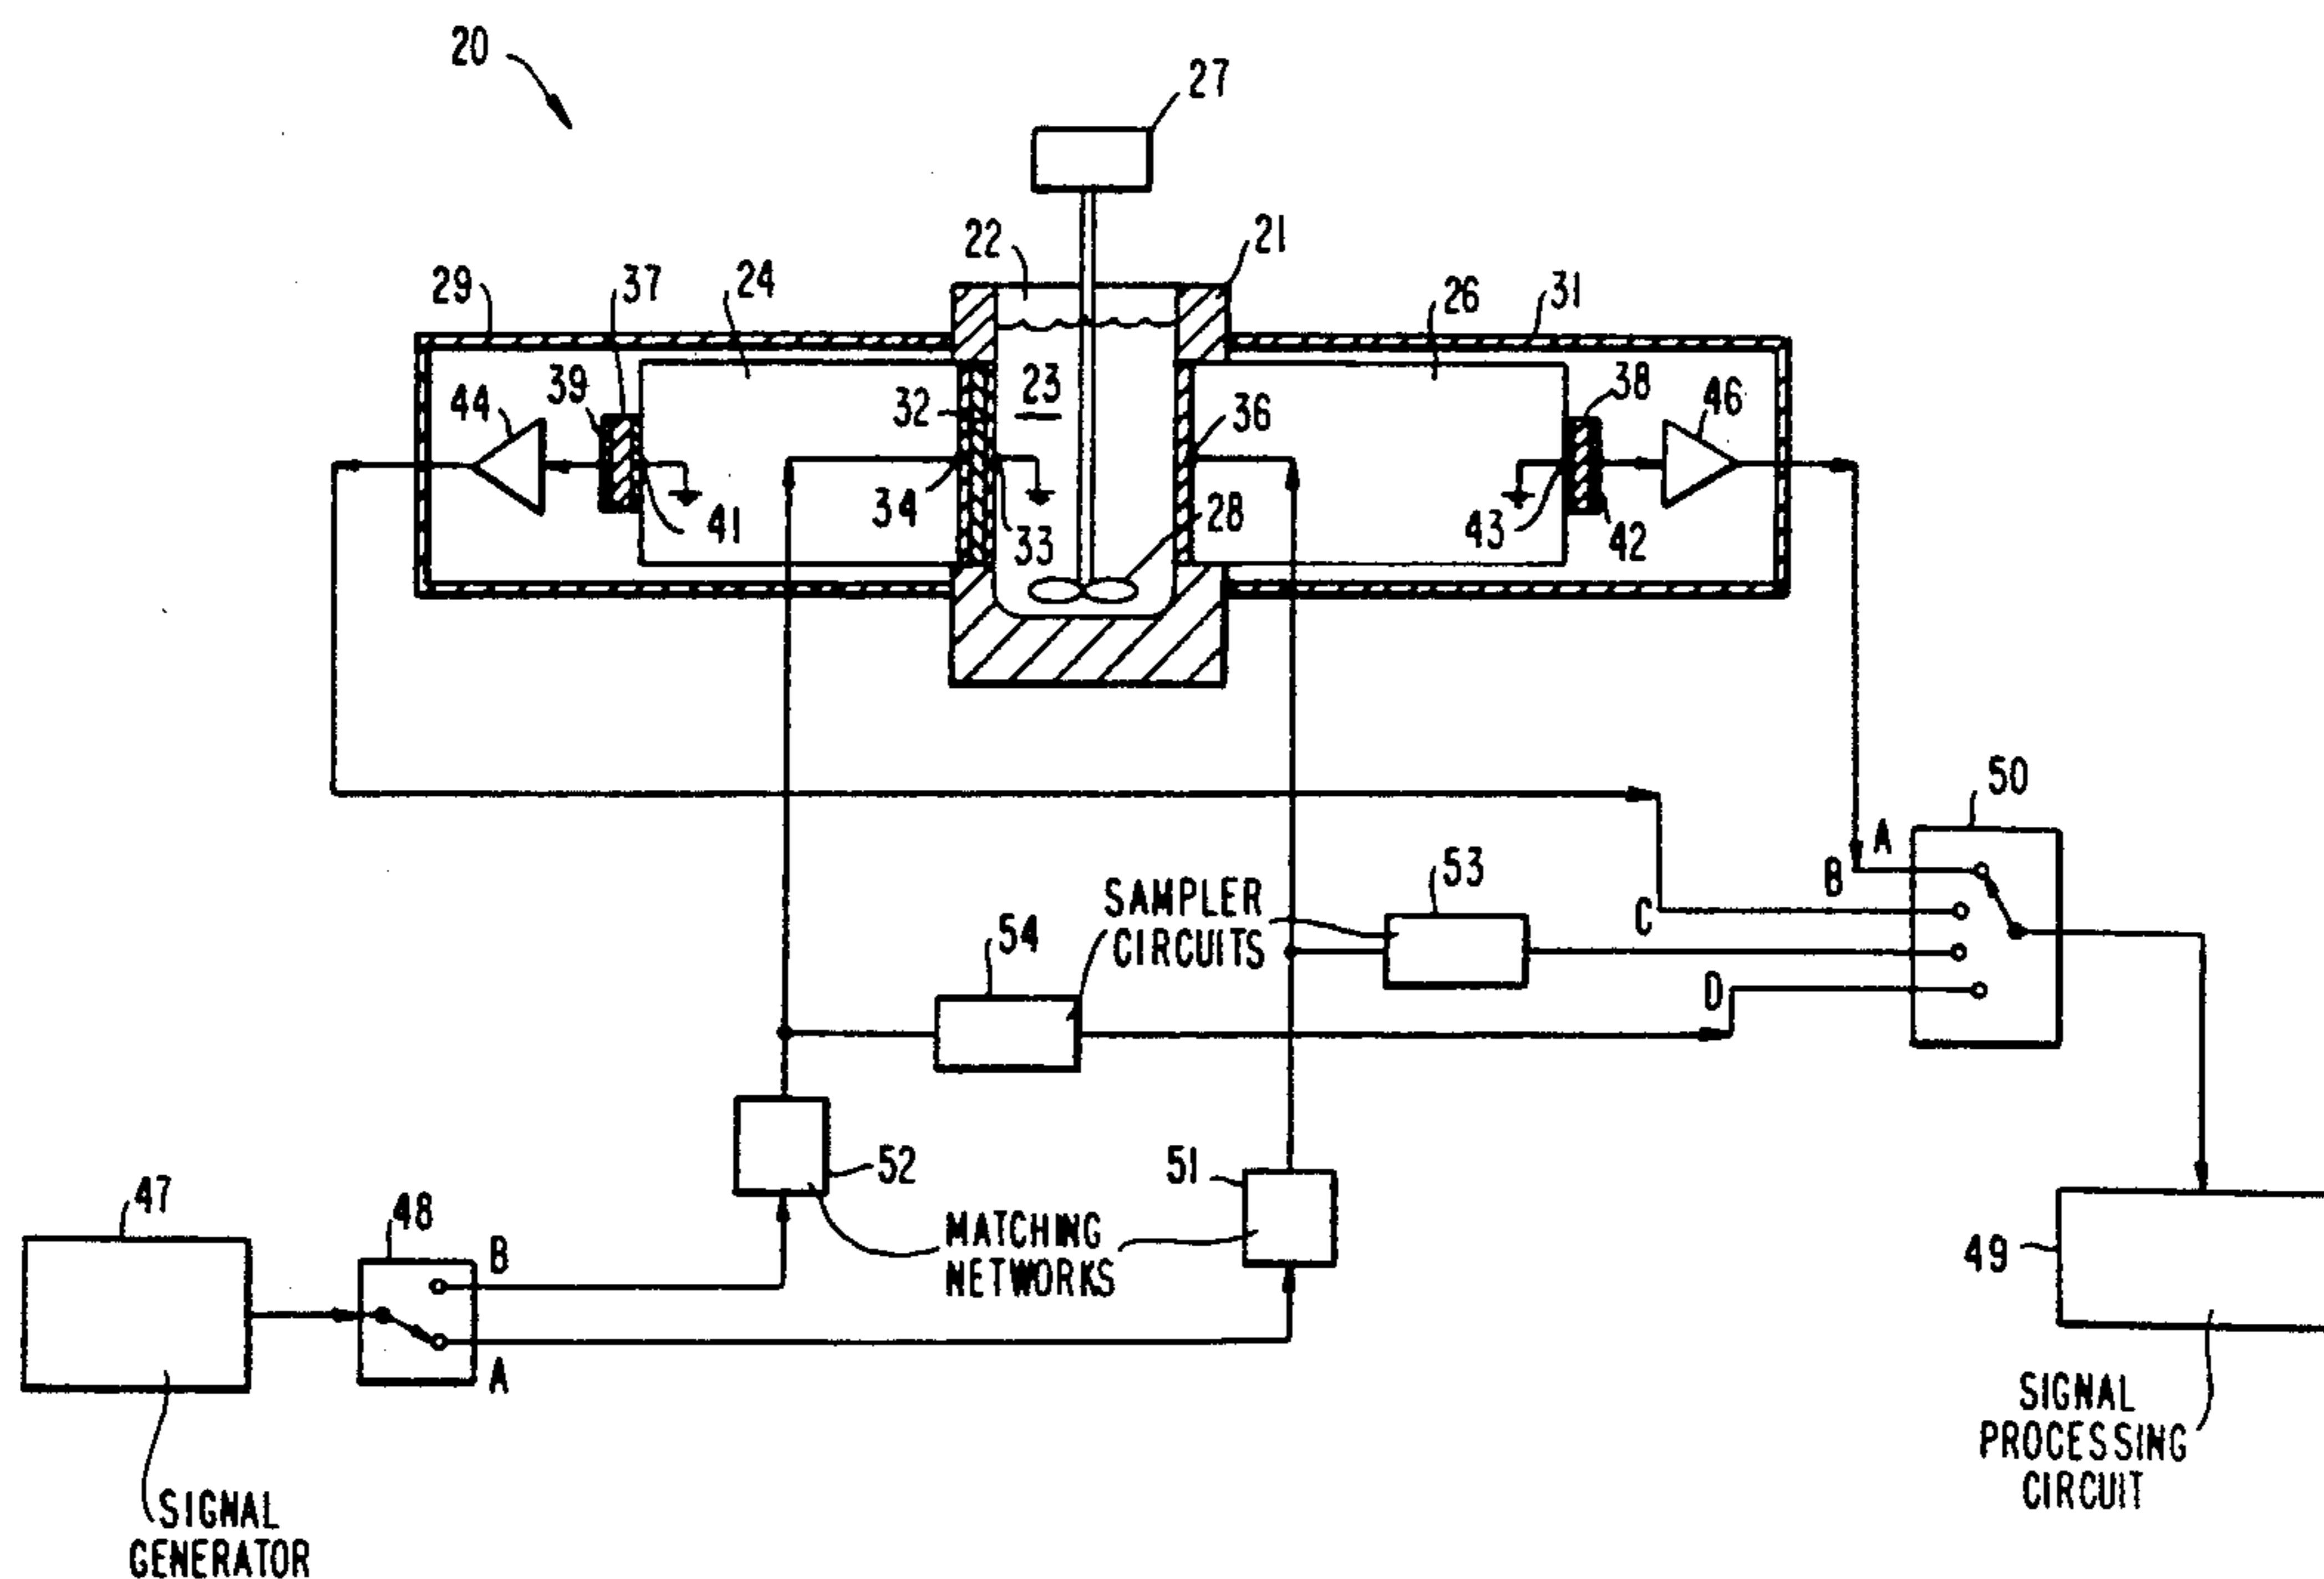 20
27
22
21
29
37
24
26
31
39
44
32
23
36
38
46
34
33
41
28
43
42
50
A
B
C
D
53
SAMPLER
CIRCUITS
54
52
51
47
48
B
A
MATCHING
NETWORKS
49
SIGNAL
GENERATOR
SIGNAL
PROCESSING
CIRCUIT